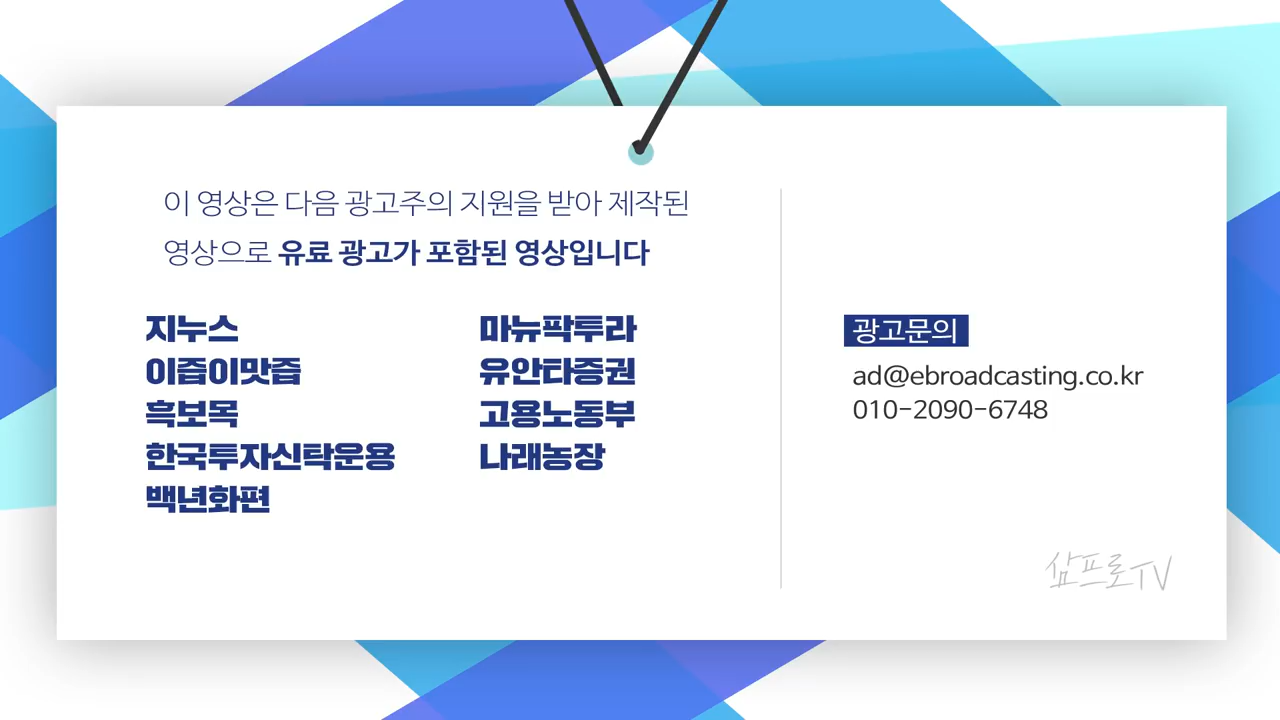 이 영상은 다음 광고주의 지원을 받아 제작된
영상으로 유료 광고가 포함된 영상입니다
지누스
이즙이맛즙
흑보목
한국투자신탁운용
백년화편
마뉴팍투라
유안타증권
고용노동부
나래농장
광고문의
ad@ebroadcasting.co.kr
010-2090-6748
삼프로TV